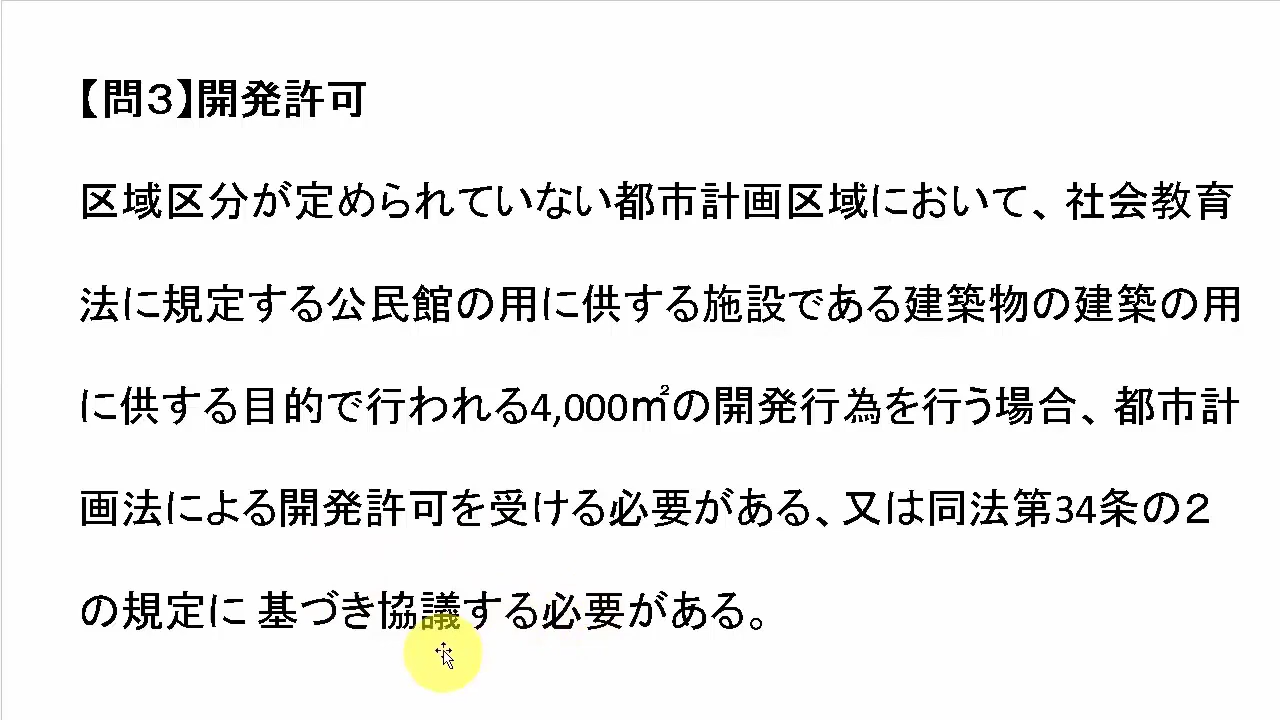 【問３】開発許可
区域区分が定められていない都市計画区域において、社会教育
法に規定する公民館の用に供する施設である建築物の建築の用
に供する目的で行われる4,000㎡の開発行為を行う場合、都市計
画法による開発許可を受ける必要がある、又は同法第34条の２
の規定に 基づき協議する必要がある。